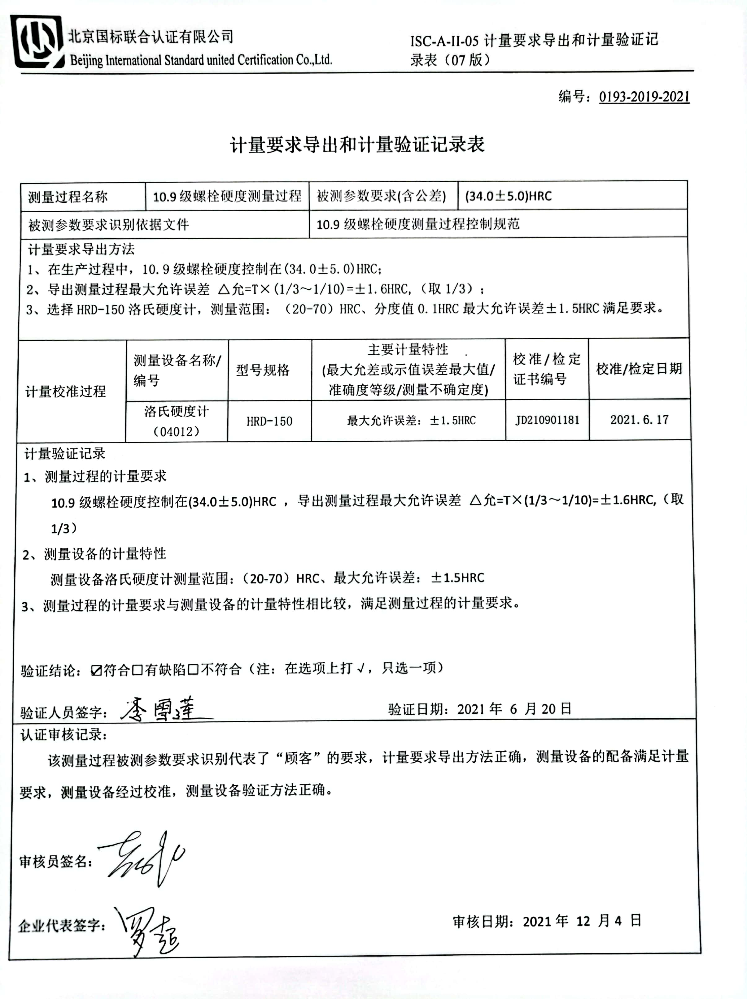 北京国标联合认证有限公司
Beijing International Standard united Certification Co.,Ltd.
ISC-A-II-05 计量要求导出和计量验证记
录表（07 版）
编号：0193-2019-2021
计量要求导出和计量验证记录表
测量过程名称
10.9 级螺栓硬度测量过程
被测参数要求(含公差)
(34.0±5.0)HRC
被测参数要求识别依据文件
10.9 级螺栓硬度测量过程控制规范
计量要求导出方法
1、在生产过程中，10.9 级螺栓硬度控制在(34.0±5.0)HRC；
2、导出测量过程最大允许误差 △允=T×(1/3～1/10)=±1.6HRC,（取 1/3）；
3、选择 HRD-150 洛氏硬度计，测量范围：（20-70）HRC、分度值 0.1HRC 最大允许误差±1.5HRC 满足要求。
计量校准过程
测量设备名称/
编号
型号规格
主要计量特性
(最大允差或示值误差最大值/
准确度等级/测量不确定度)
校准/检定
证书编号
校准/检定日期
洛氏硬度计
（04012）
HRD-150
最大允许误差：±1.5HRC
JD210901181
2021.6.17
计量验证记录
1、测量过程的计量要求
10.9 级螺栓硬度控制在(34.0±5.0)HRC ，导出测量过程最大允许误差 △允=T×(1/3～1/10)=±1.6HRC,（取
1/3）
2、测量设备的计量特性
测量设备洛氏硬度计测量范围：（20-70）HRC、最大允许误差：±1.5HRC
3、测量过程的计量要求与测量设备的计量特性相比较，满足测量过程的计量要求。
验证结论：☑符合☐有缺陷☐不符合（注：在选项上打 √，只选一项）
验证人员签字：李雪莲
验证日期：2021 年 6 月 20 日
认证审核记录：
该测量过程被测参数要求识别代表了“顾客”的要求，计量要求导出方法正确，测量设备的配备满足计量
要求，测量设备经过校准，测量设备验证方法正确。
审核员签名：
企业代表签字：罗超
审核日期：2021 年 12 月 4 日